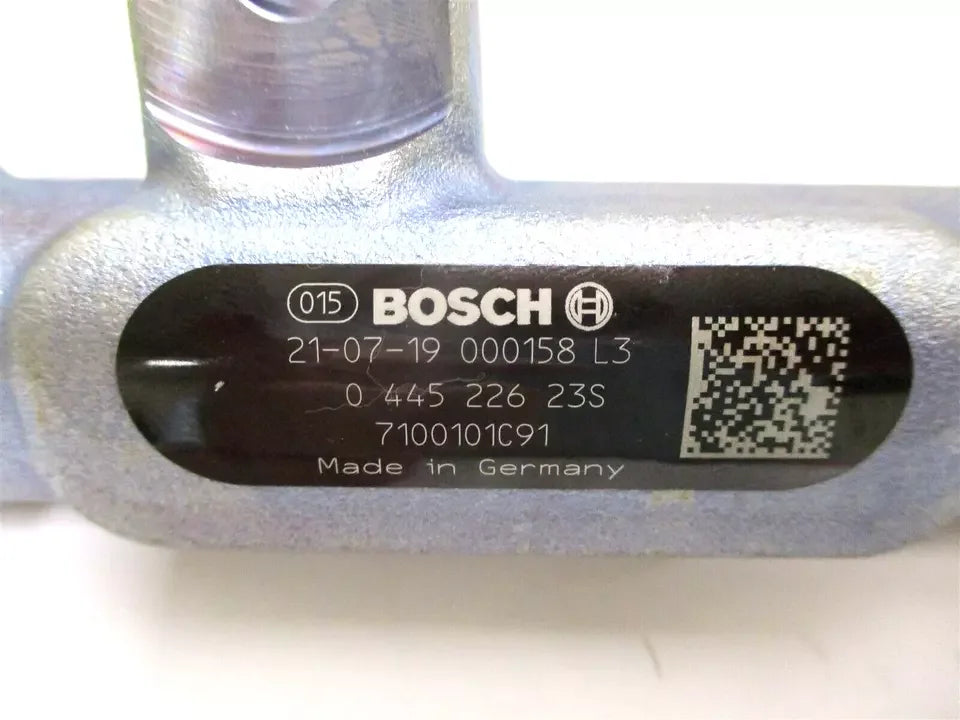 015 BOSCH
21-07-19 000158 L3
0 445 226 23S
7100101C91
Made in Germany